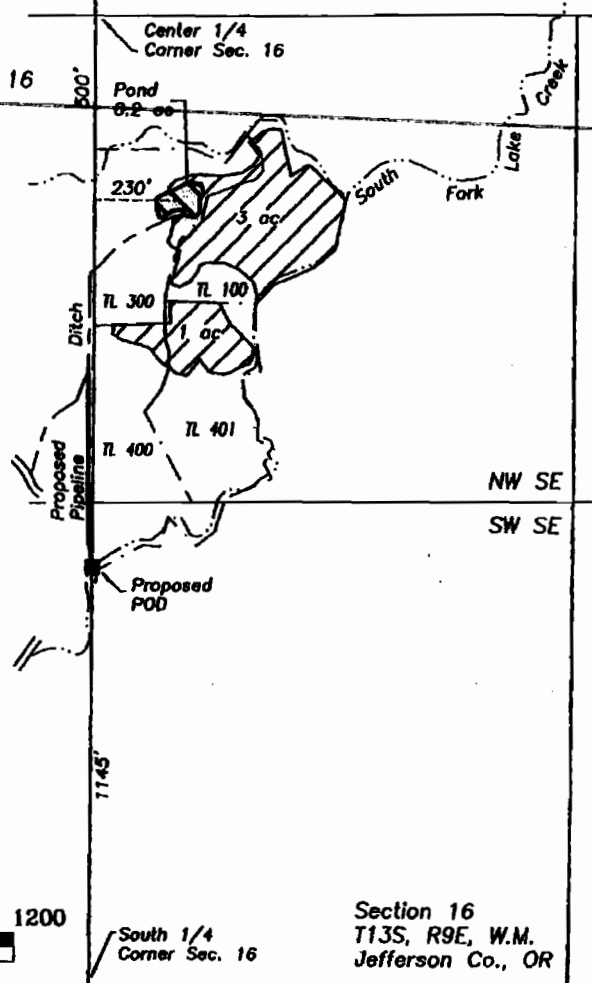 Center 1/4
Corner Sec. 16
16
500'
Pond
0.2 ac
Creek
Lake
South
Fork
230'
3 ac
TL 300
TL 100
Ditch
1 ac
TL 401
TL 400
Proposed
Pipeline
NW SE
SW SE
Proposed
POD
1145'
1200
South 1/4
Corner Sec. 16
Section 16
T13S, R9E, W.M.
Jefferson Co., OR